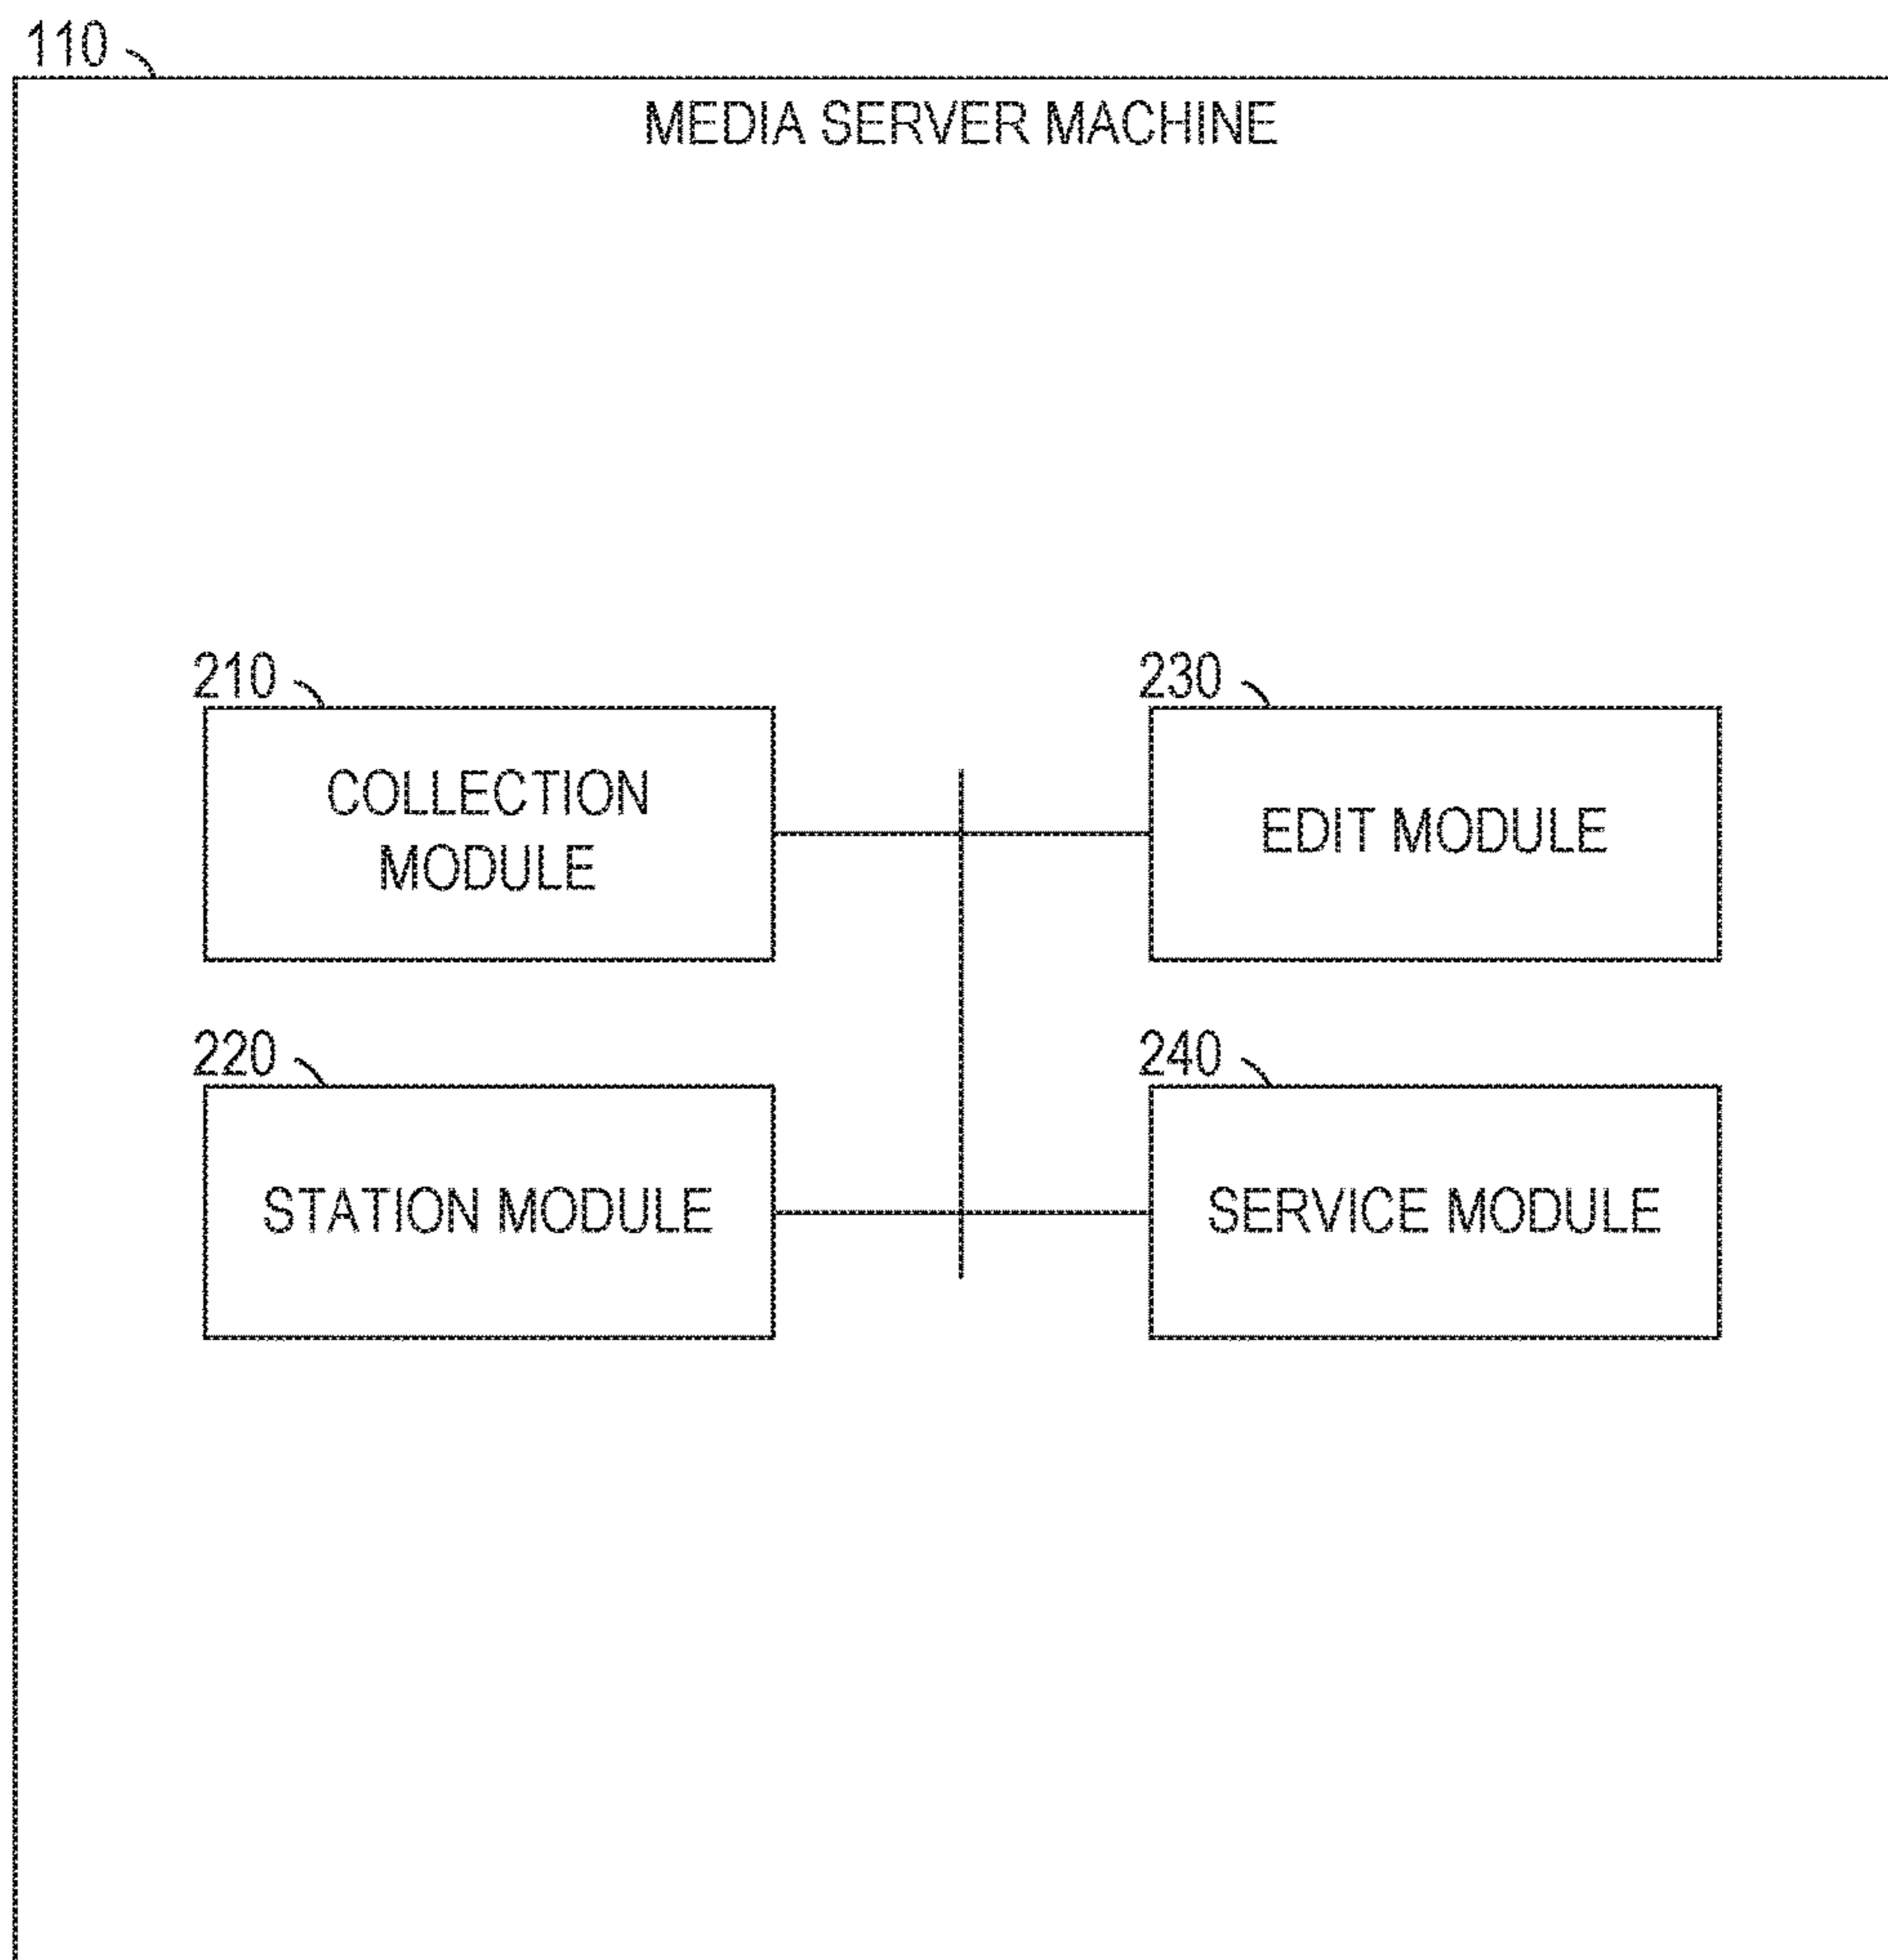 110
MEDIA SERVER MACHINE
210
COLLECTION
MODULE
230
EDIT MODULE
220
STATION MODULE
240
SERVICE MODULE